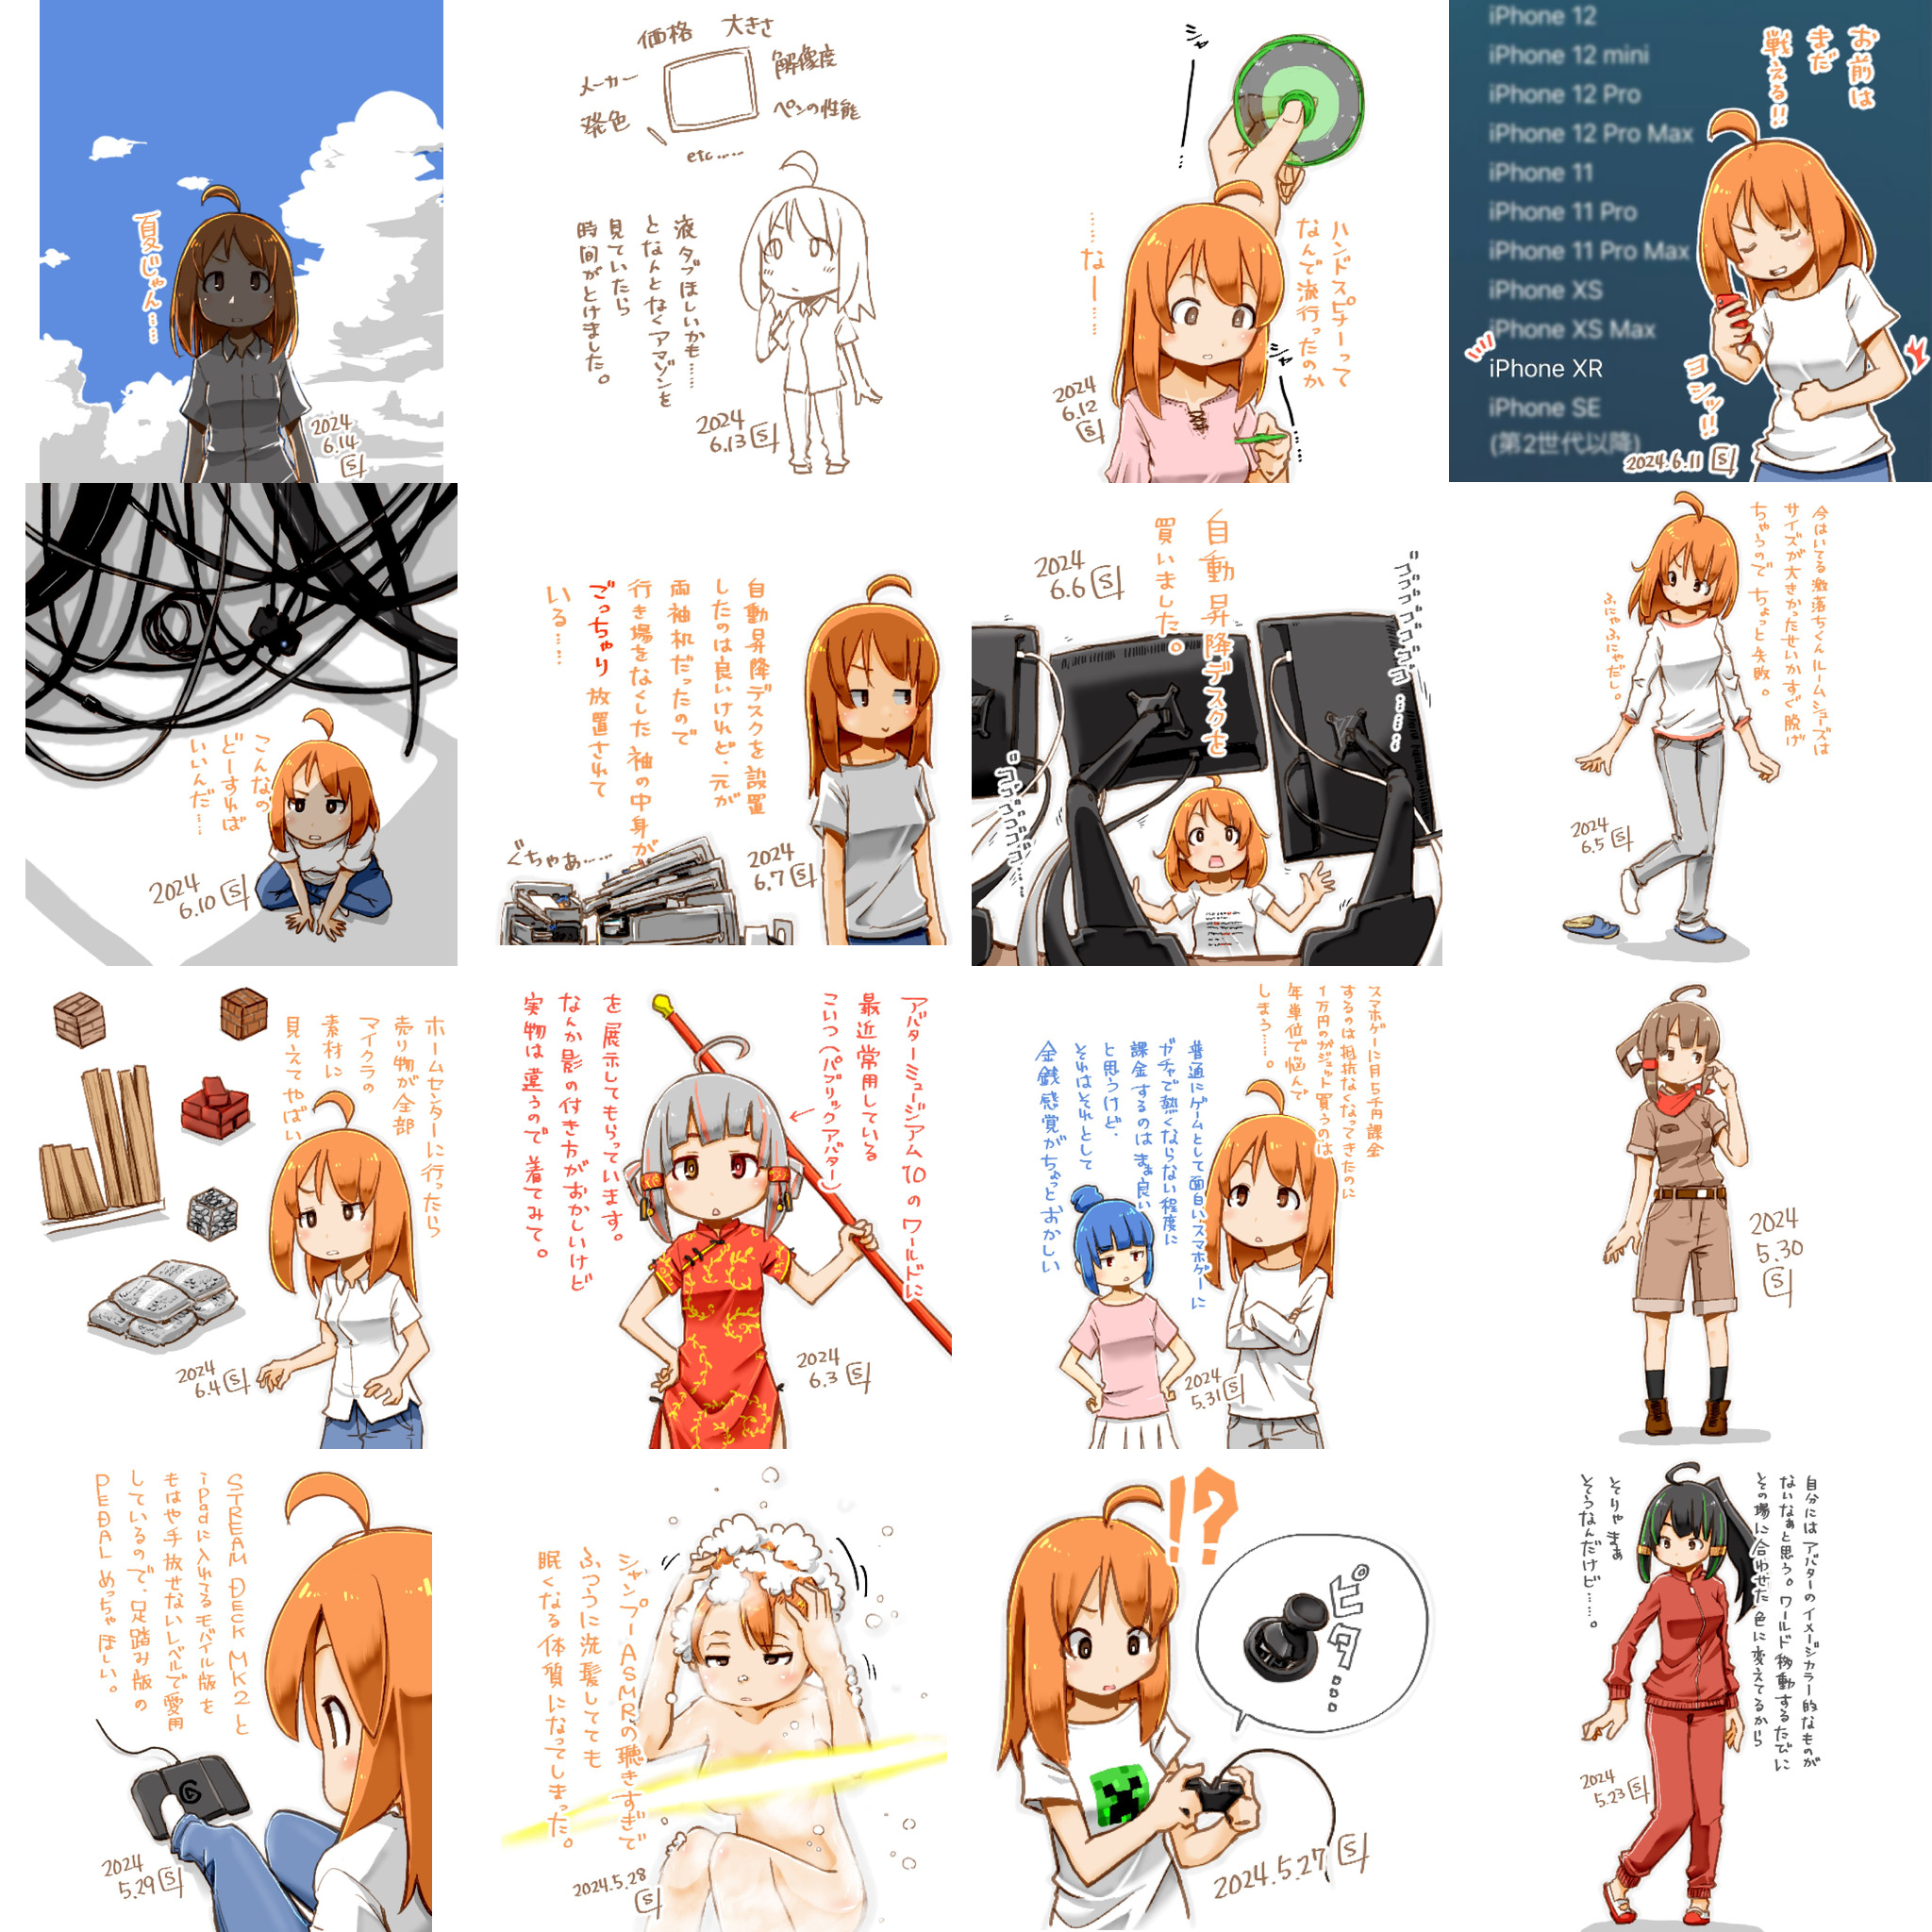 夏じゃん……
2024
6.14
S
価格
大きさ
メーカー
解像度
発色
ペンの性能
etc……
液タブほしいかも……
となんとなくアマゾンを
見ていたら
時間がとけました。
2024
6.13
S
シャ
ハンドスピナーって
なんで流行ったのか
……なー……
シャ
2024
6.12
S
iPhone 12
iPhone 12 mini
iPhone 12 Pro
iPhone 12 Pro Max
iPhone 11
iPhone 11 Pro
iPhone 11 Pro Max
iPhone XS
iPhone XS Max
iPhone XR
iPhone SE
(第2世代以降)
お前は
まだ
戦える!!
ヨシッ!!
2024.6.11
S
こんなの
どーすれば
いいんだ……
2024
6.10
S
自動昇降デスクを設置
したのは良いけれど、元が
両袖机だったので
行き場をなくした袖の中身が
ごっちゃり放置されて
いる……
ぐちゃあ……
2024
6.7
S
自動昇降デスクを
買いました。
2024
6.6
S
ゴゴゴゴゴゴゴ……
ゴゴゴゴゴゴゴ……
今はいてる激落ちくんルームシューズは
サイズが大きかったせいかすぐ脱げ
ちゃうのでちょっと失敗。
ふにゃふにゃだし。
2024
6.5
S
ホームセンターに行ったら
売り物が全部
マイクラの
素材に
見えてやばい
2024
6.4
S
アバターミュージアム10のワールドに
最近常用している
こいつ(パブリックアバター)
を展示してもらっています。
なんか影の付き方がおかしいけど
実物は違うので着てみて。
2024
6.3
S
スマホゲーに月5千円課金
するのは抵抗なくなってきたのに
1万円のガジェット買うのは
年単位で悩んで
しまう……。
普通にゲームとして面白いスマホゲーに
ガチャで熱くならない程度に
課金するのはまぁ良い
と思うけど、
それはそれとして
金銭感覚がちょっとおかしい
2024
5.31
S
2024
5.30
S
STREAM DECK MK2と
iPadに入れてるモバイル版を
もはや手放せないレベルで愛用
しているので、足踏み版の
PEDALめっちゃほしい。
2024
5.29
S
シャンプーASMRの聴きすぎで
ふつうに洗髪してても
眠くなる体質になってしまった。
2024.5.28
S
!?
ピタ…
2024.5.27
S
自分にはアバターのイメージカラー的なものが
ないなぁと思う。ワールド移動するたびに
その場に合わせた色に変えてるから
そりゃまぁ
そうなんだけど……。
2024
5.23
S